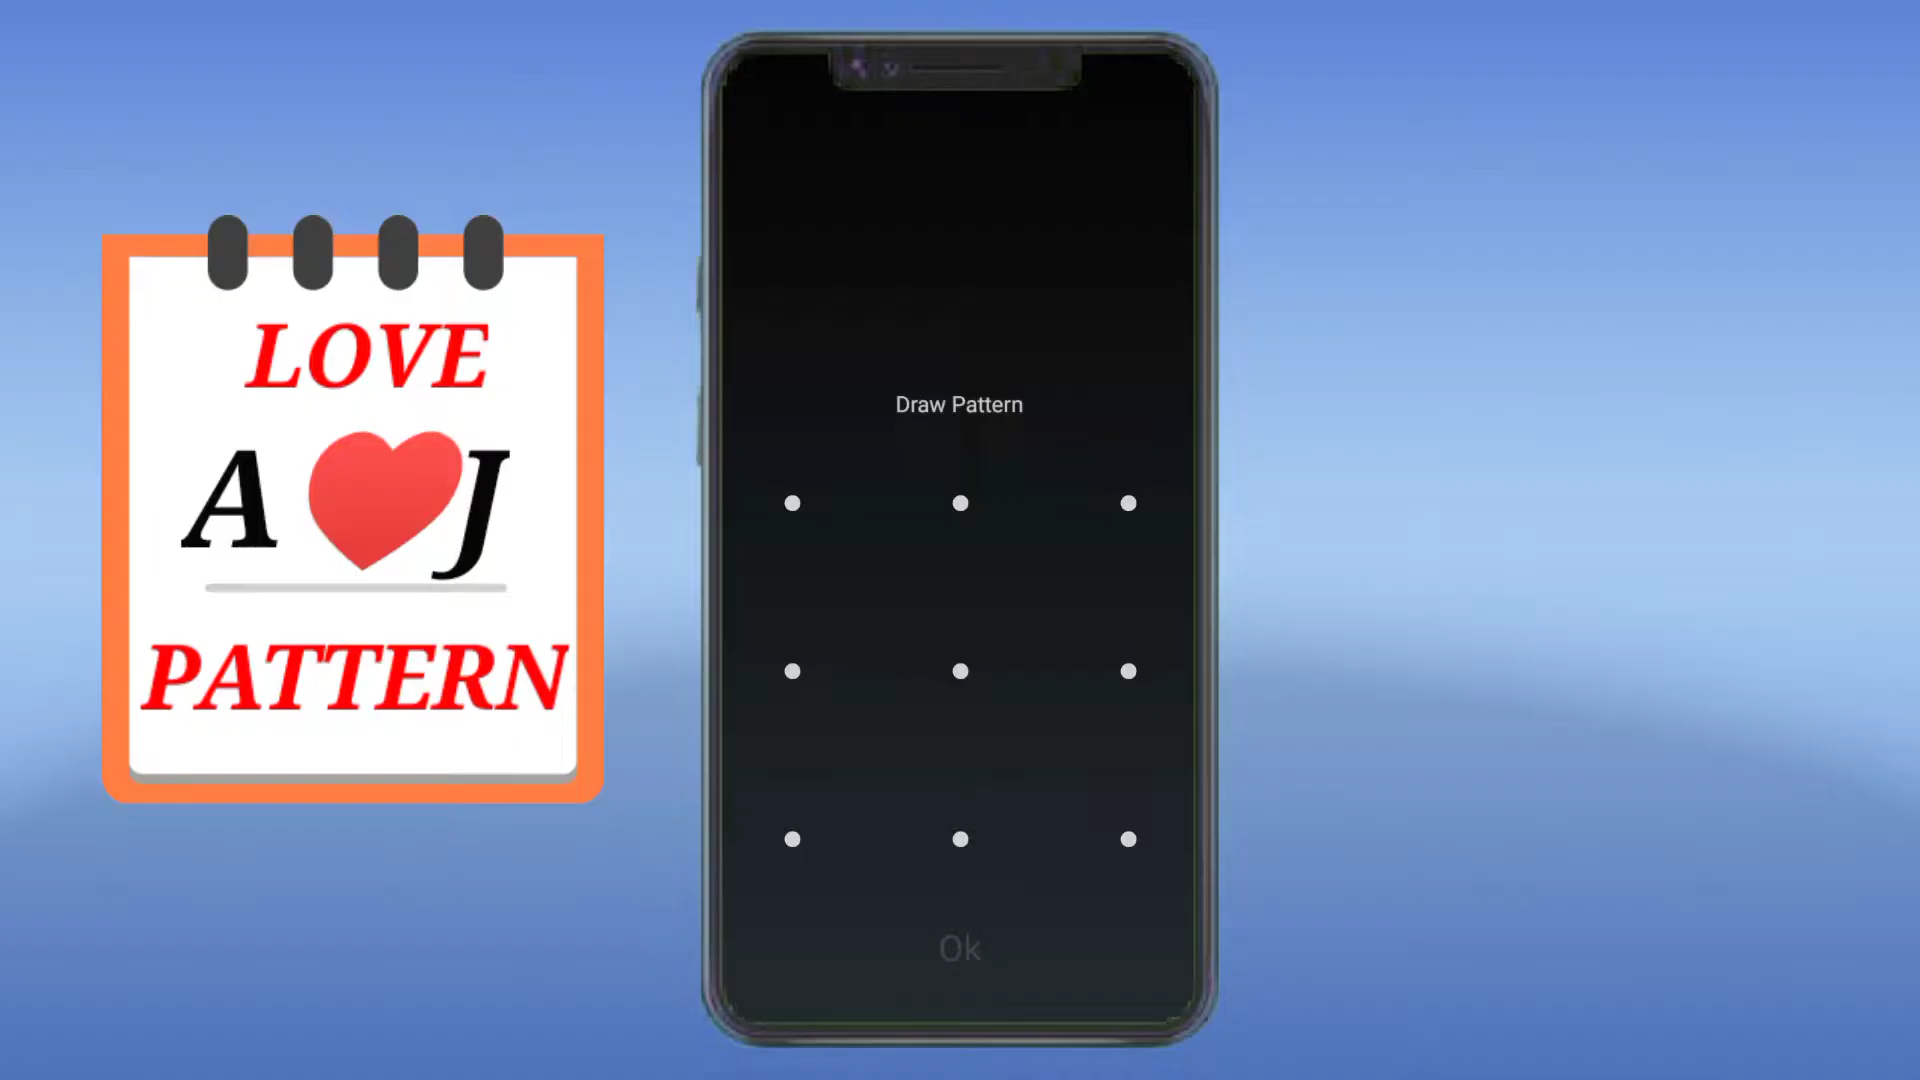 LOVE
A ❤️ J
PATTERN
Draw Pattern
Ok